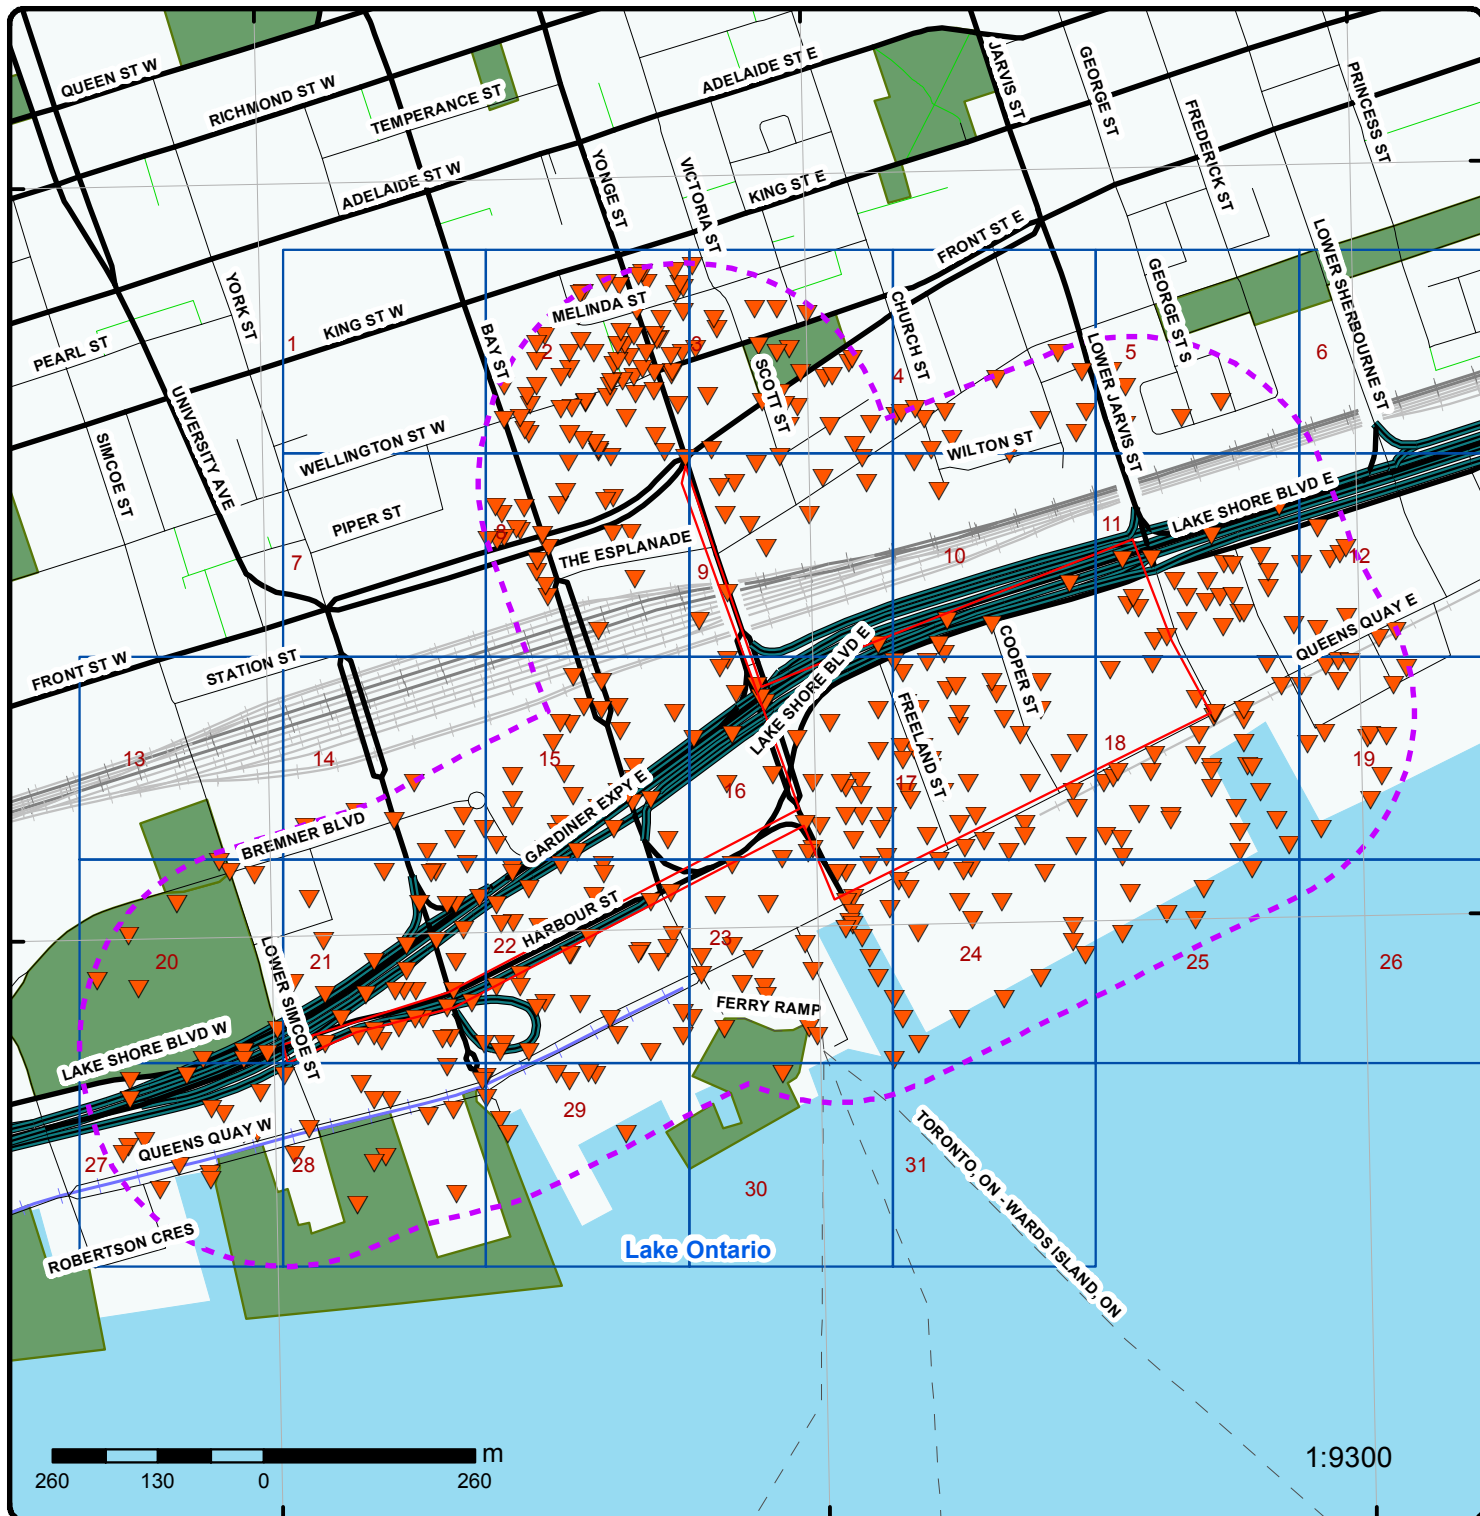 QUEEN ST W
RICHMOND ST W
TEMPERANCE ST
ADELAIDE ST E
JARVIS ST
GEORGE ST
PRINCESS ST
FREDERICK ST
ADELAIDE ST W
YONGE ST
VICTORIA ST
KING ST E
FRONT ST E
LOWER SHERBOURNE ST
YORK ST
KING ST W
MELINDA ST
CHURCH ST
GEORGE ST S
PEARL ST
1
BAY ST
2
3
SCOTT ST
4
LOWER JARVIS ST
5
6
UNIVERSITY AVE
WELLINGTON ST W
WILTON ST
SIMCOE ST
PIPER ST
LAKE SHORE BLVD E
7
8
THE ESPLANADE
9
10
11
12
QUEENS QUAY E
FRONT ST W
STATION ST
LAKE SHORE BLVD E
COOPER ST
FREELAND ST
13
14
15
16
17
18
19
BREMNER BLVD
GARDINER EXPY E
HARBOUR ST
LOWER SIMCOE ST
20
21
22
23
24
25
26
FERRY RAMP
LAKE SHORE BLVD W
QUEENS QUAY W
27
28
29
30
31
TORONTO, ON - WARDS ISLAND, ON
ROBERTSON CRES
Lake Ontario
m
260 130 0 260
1:9300